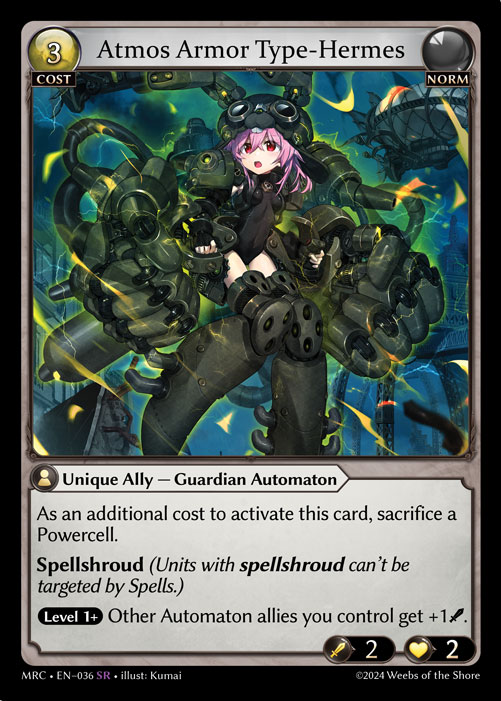 3 Atmos Armor Type-Hermes
COST NORM
Unique Ally — Guardian Automaton
As an additional cost to activate this card, sacrifice a
Powercell.
Spellshroud (Units with spellshroud can't be
targeted by Spells.)
Level 1+ Other Automaton allies you control get +1.
2 2
MRC • EN–036 SR • illust: Kumai ©2024 Weebs of the Shore